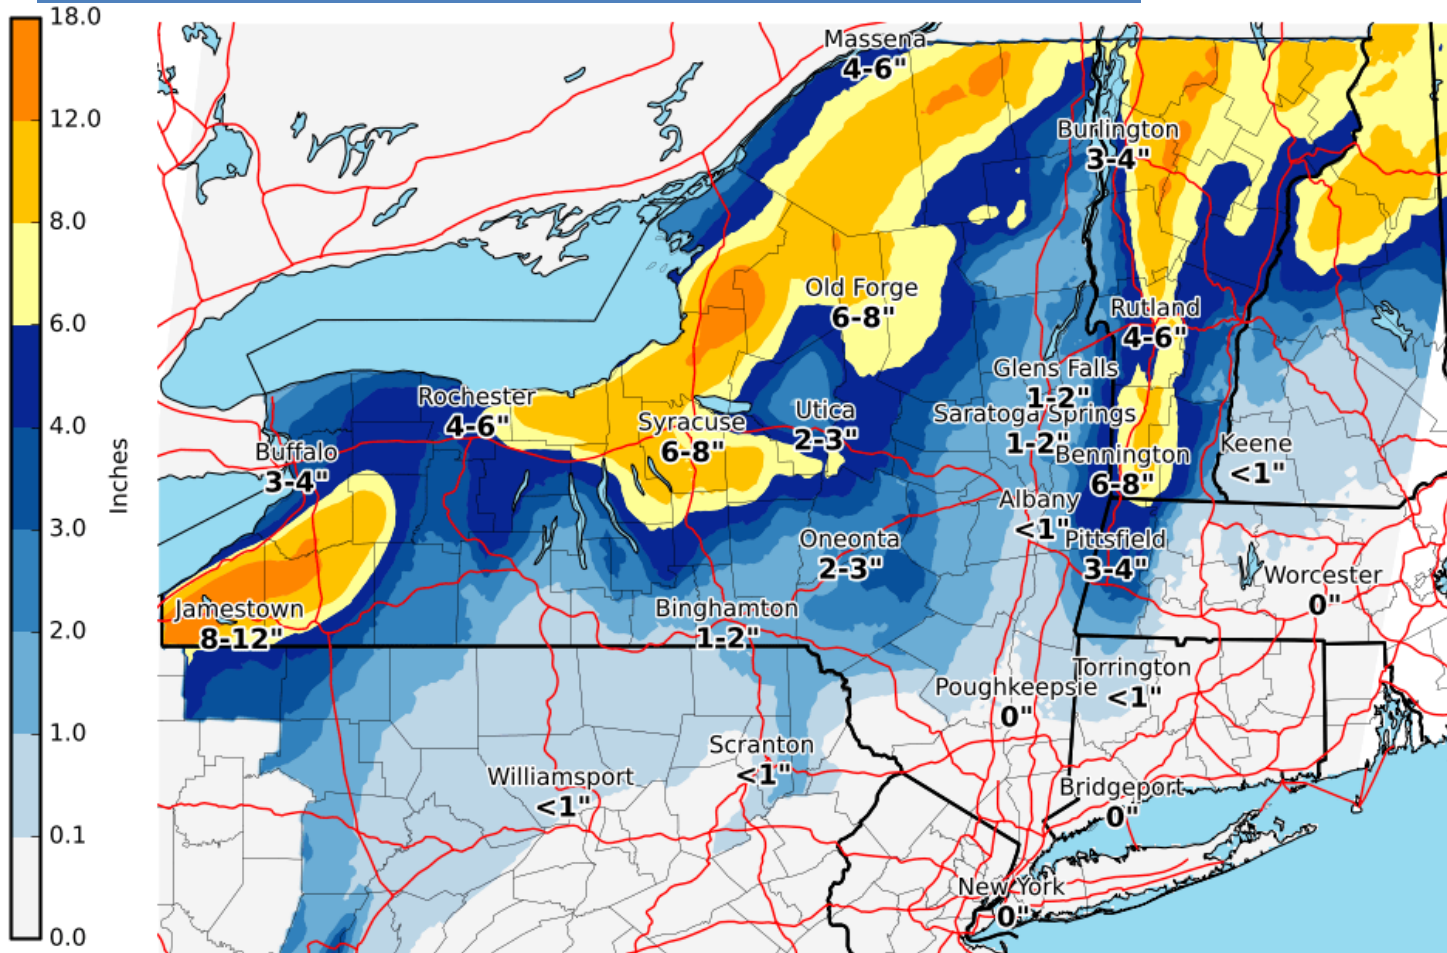 18.0
12.0
8.0
6.0
4.0
3.0
2.0
1.0
0.1
0.0
Inches
Massena
4-6"
Burlington
3-4"
Old Forge
6-8"
Rutland
4-6"
Glens Falls
1-2"
Rochester
4-6"
Syracuse
6-8"
Utica
2-3"
Saratoga Springs
1-2"
Buffalo
3-4"
Bennington
6-8"
Keene
<1"
Albany
<1"
Oneonta
2-3"
Pittsfield
3-4"
Worcester
0"
Jamestown
8-12"
Binghamton
1-2"
Torrington
<1"
Poughkeepsie
0"
Scranton
<1"
Williamsport
<1"
Bridgeport
0"
New York
0"